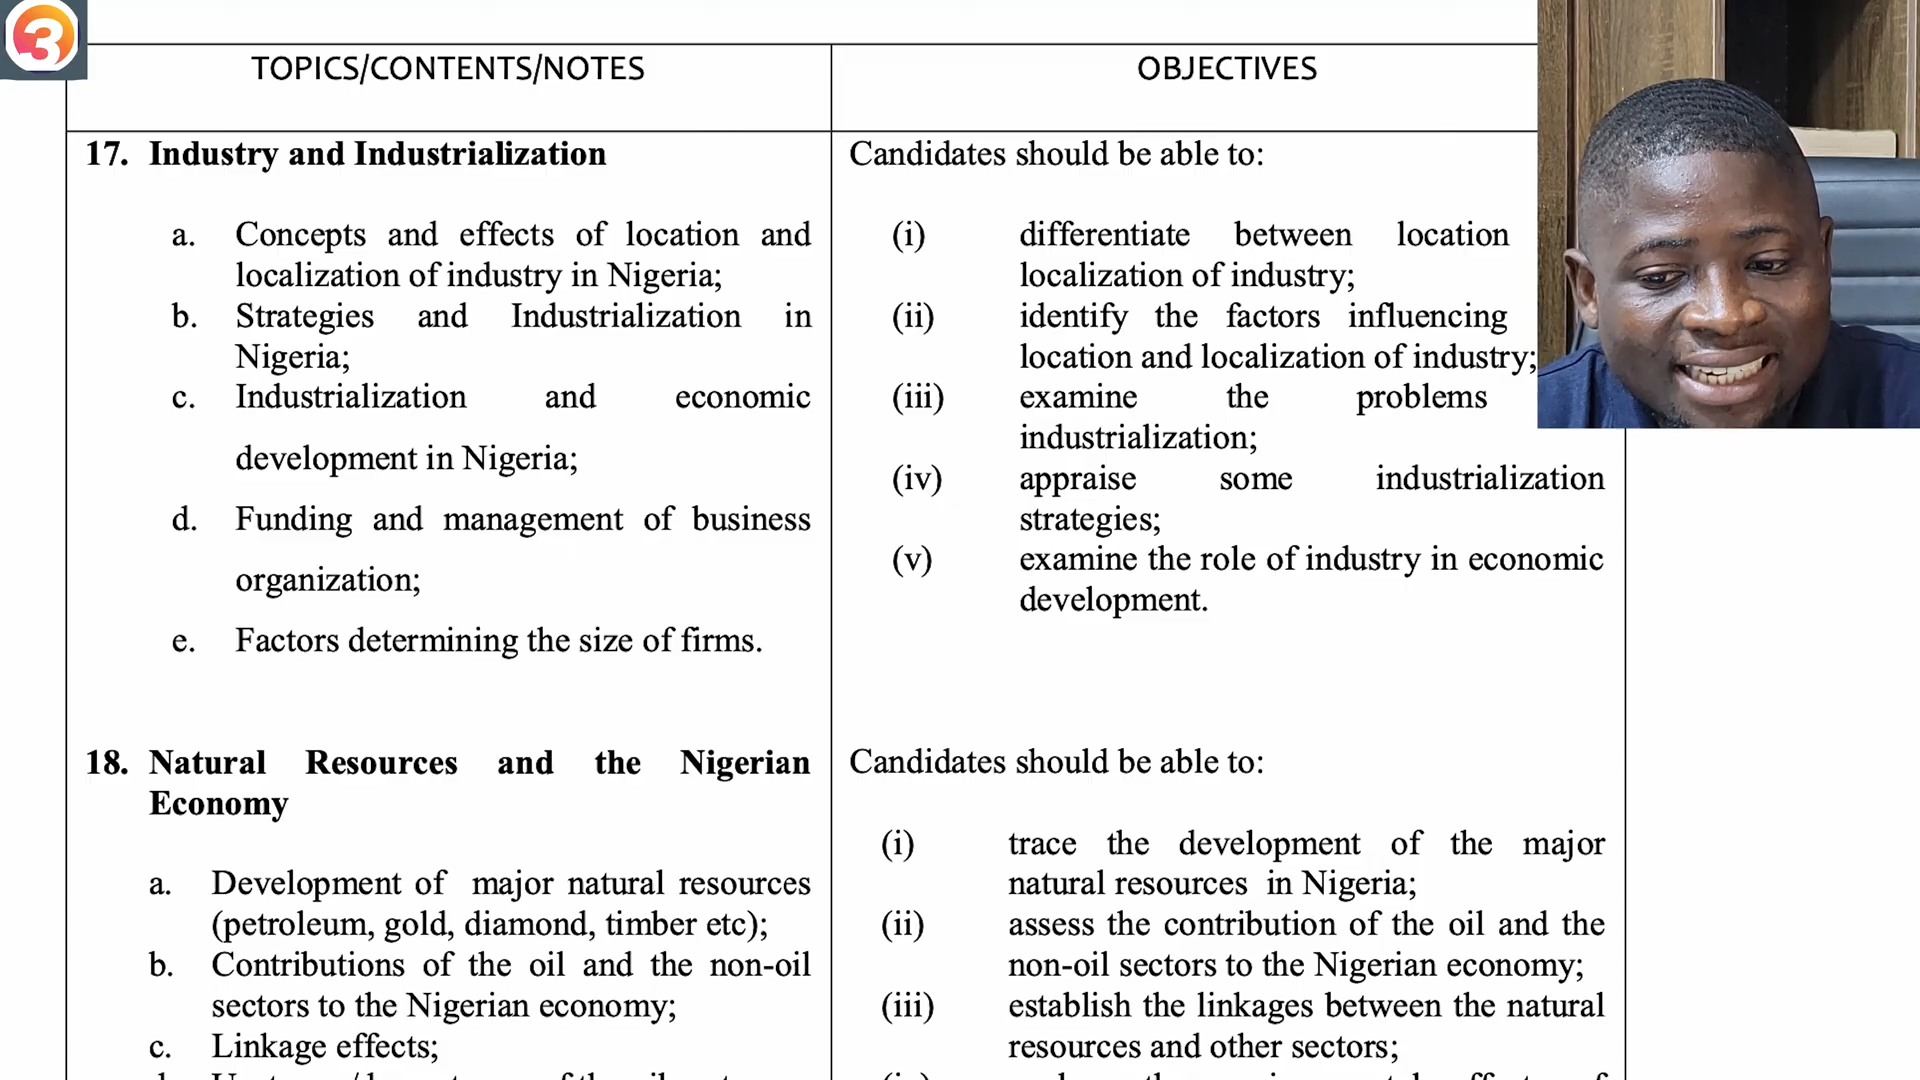 3
TOPICS/CONTENTS/NOTES
OBJECTIVES
17. Industry and Industrialization
a. Concepts and effects of location and
localization of industry in Nigeria;
b. Strategies and Industrialization in
Nigeria;
c. Industrialization and economic
development in Nigeria;
d. Funding and management of business
organization;
e. Factors determining the size of firms.
Candidates should be able to:
(i) differentiate between location
localization of industry;
(ii) identify the factors influencing
location and localization of industry;
(iii) examine the problems
industrialization;
(iv) appraise some industrialization
strategies;
(v) examine the role of industry in economic
development.
18. Natural Resources and the Nigerian
Economy
a. Development of major natural resources
(petroleum, gold, diamond, timber etc);
b. Contributions of the oil and the non-oil
sectors to the Nigerian economy;
c. Linkage effects;
Candidates should be able to:
(i) trace the development of the major
natural resources in Nigeria;
(ii) assess the contribution of the oil and the
non-oil sectors to the Nigerian economy;
(iii) establish the linkages between the natural
resources and other sectors;